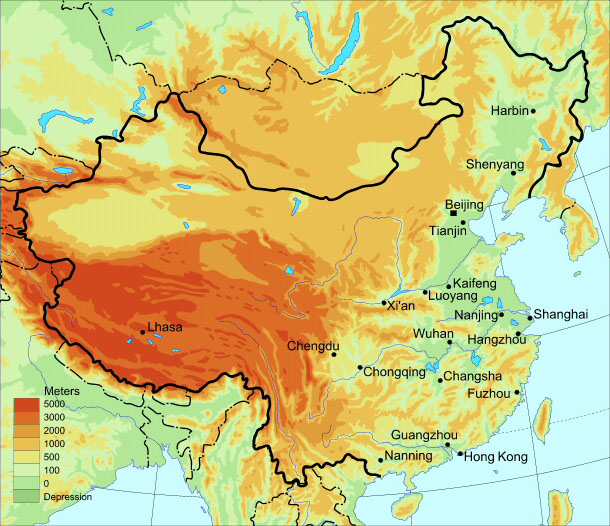 Harbin
Shenyang
Beijing
Tianjin
Kaifeng
Luoyang
Xi'an
Nanjing
Shanghai
Lhasa
Wuhan
Hangzhou
Chengdu
Chongqing
Changsha
Fuzhou
Guangzhou
Nanning
Hong Kong
Meters
5000
3000
2000
1000
500
100
0
Depression